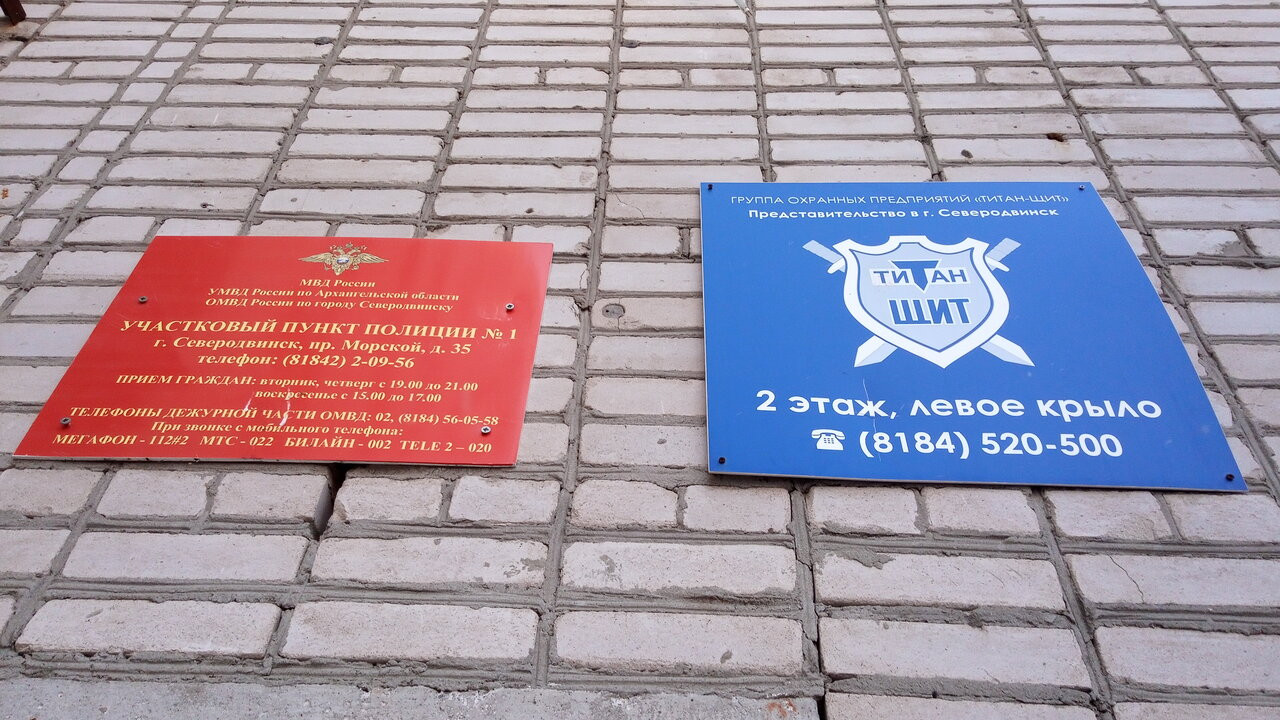 МВД России
УМВД России по Архангельской области
ОМВД России по городу Северодвинску
УЧАСТКОВЫЙ ПУНКТ ПОЛИЦИИ № 1
г. Северодвинск, пр. Морской, д. 35
телефон: (81842) 2-09-56
ПРИЕМ ГРАЖДАН: вторник, четверг с 19.00 до 21.00
воскресенье с 15.00 до 17.00
ТЕЛЕФОНЫ ДЕЖУРНОЙ ЧАСТИ ОМВД: 02, (8184) 56-05-58
При звонке с мобильного телефона:
МЕГАФОН - 112#2 МТС - 022 БИЛАЙН - 002 TELE 2 – 020
ГРУППА ОХРАННЫХ ПРЕДПРИЯТИЙ «ТИТАН-ЩИТ»
Представительство в г. Северодвинск
ТИТАН
ЩИТ
2 этаж, левое крыло
☎ (8184) 520-500